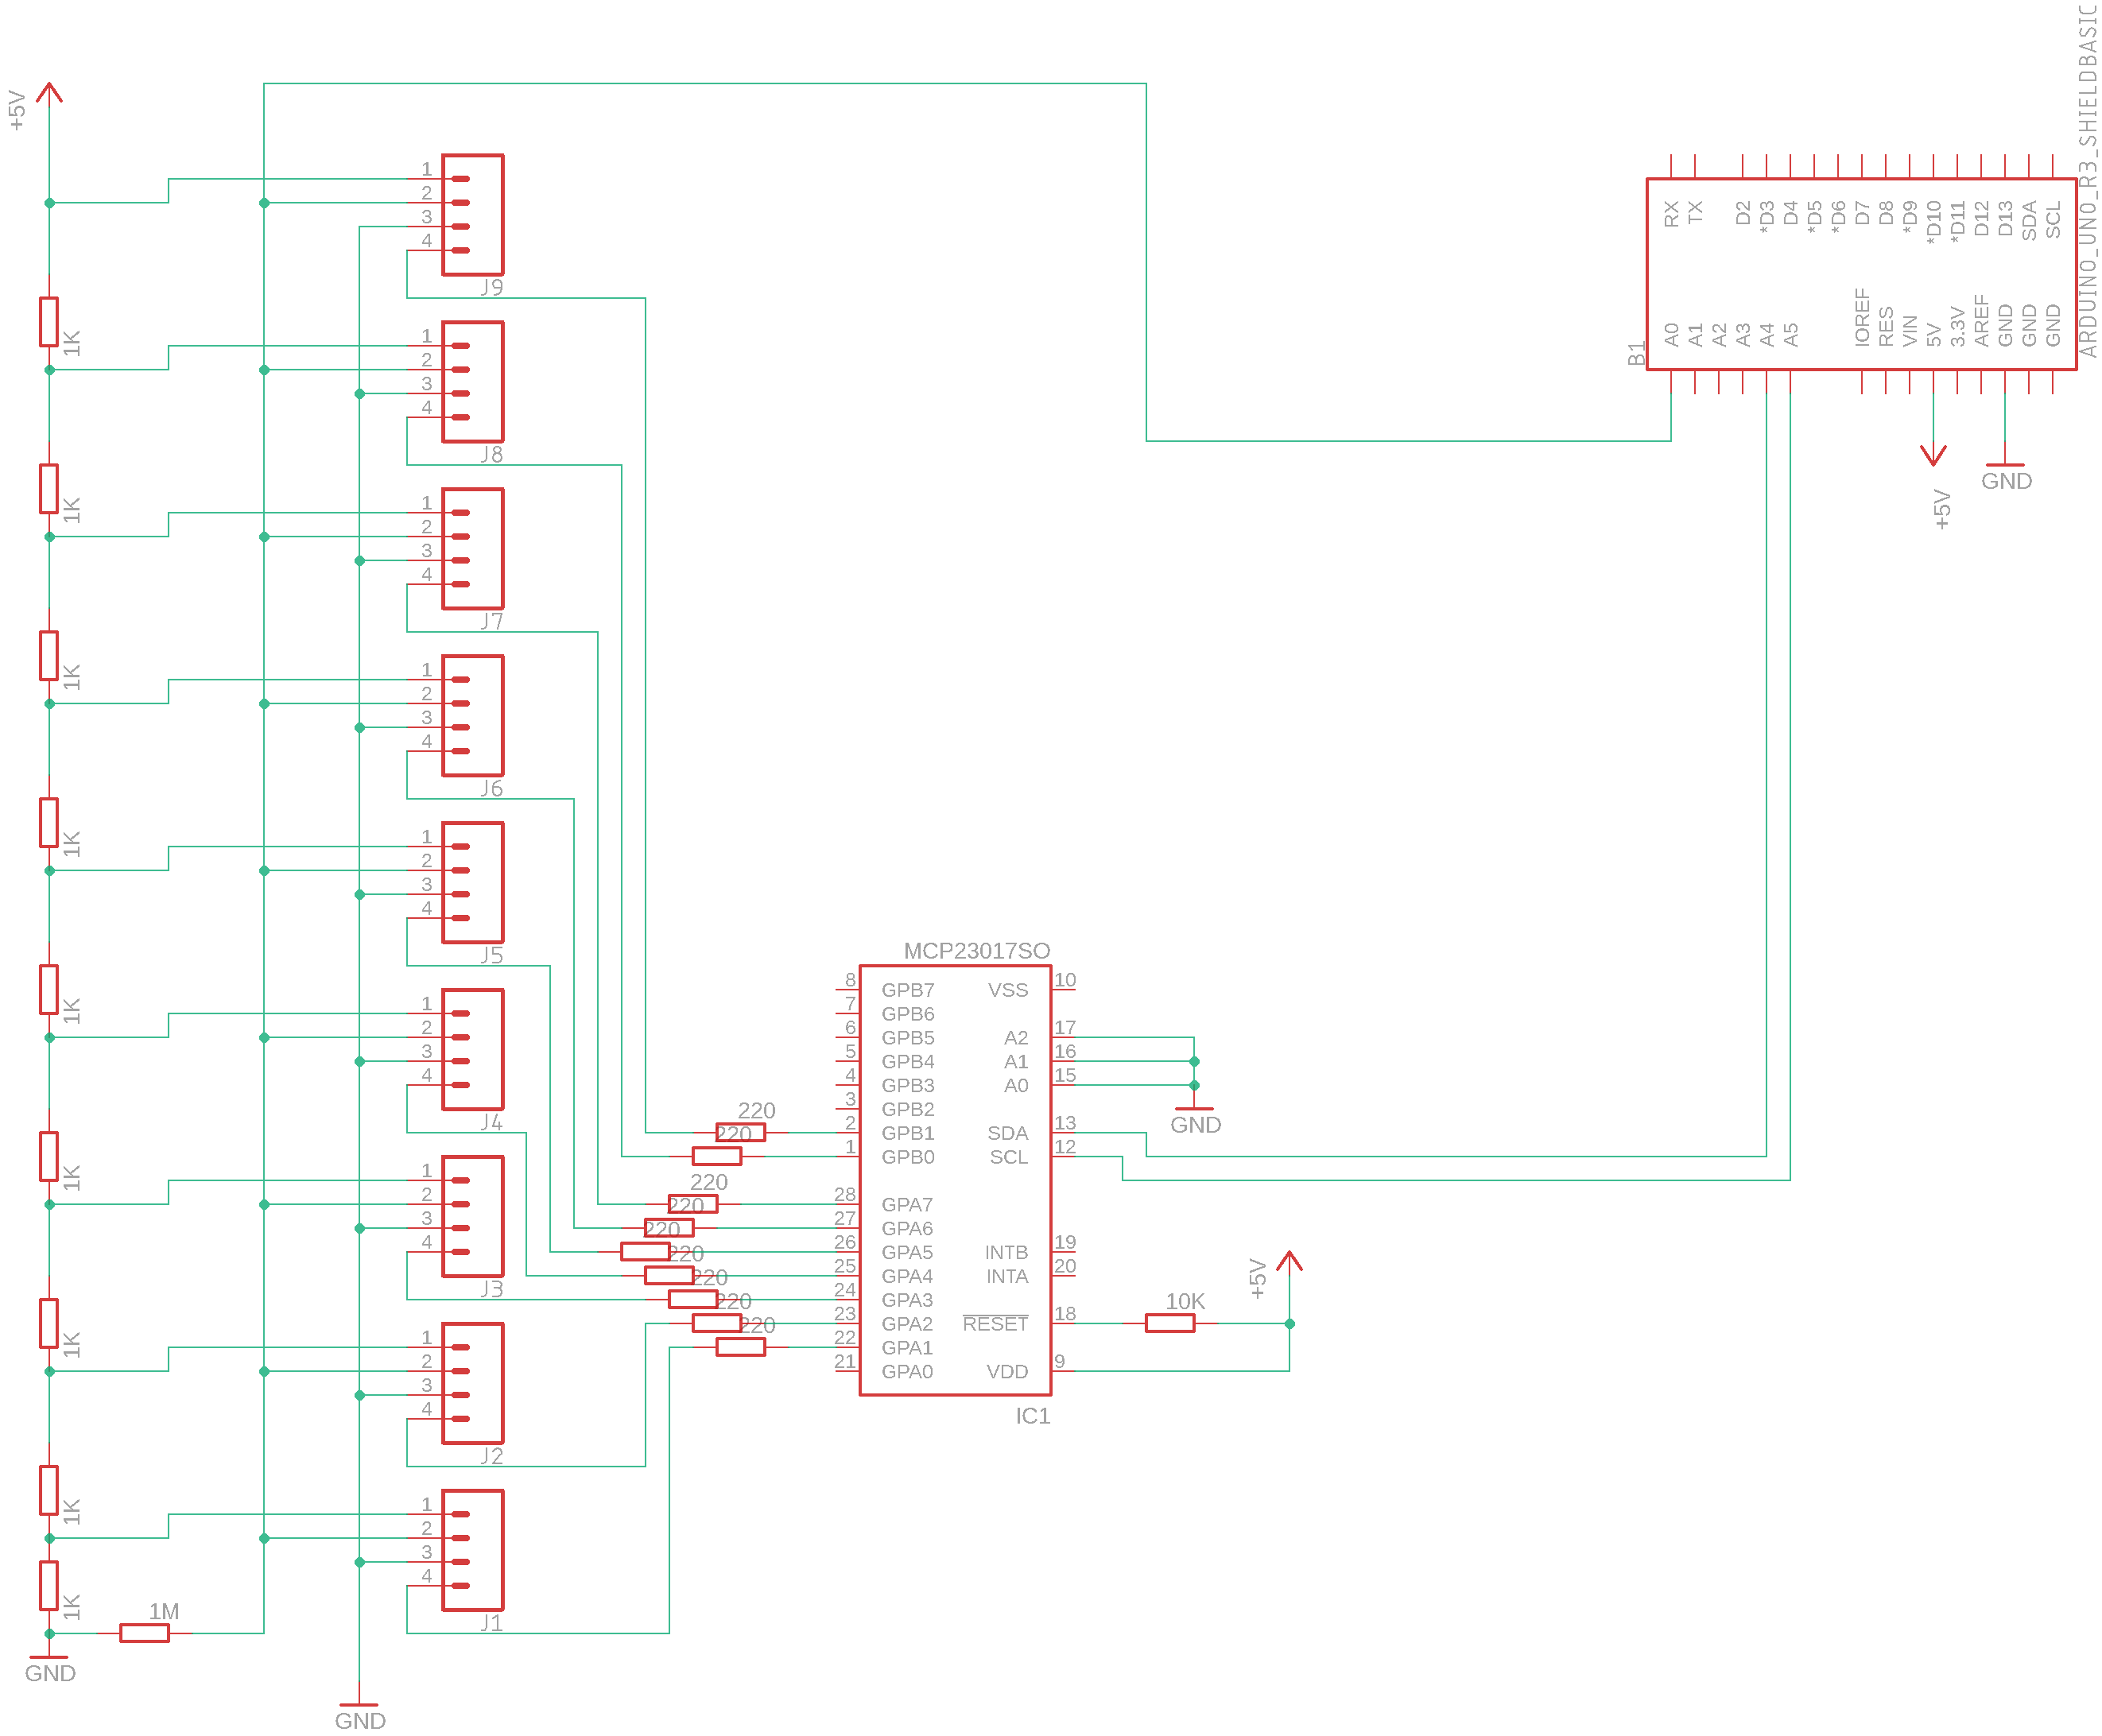 +5V
1K
1K
1K
1K
1K
1K
1K
1K
1K
1M
GND
GND
1
2
3
4
J9
1
2
3
4
J8
1
2
3
4
J7
1
2
3
4
J6
1
2
3
4
J5
1
2
3
4
J4
1
2
3
4
J3
1
2
3
4
J2
1
2
3
4
J1
220
220
220
220
220
220
220
220
220
MCP23017SO
8 GPB7 VSS 10
7 GPB6
6 GPB5 A2 17
5 GPB4 A1 16
4 GPB3 A0 15
3 GPB2
2 GPB1 SDA 13
1 GPB0 SCL 12
28 GPA7
27 GPA6
26 GPA5 INTB 19
25 GPA4 INTA 20
24 GPA3
23 GPA2 RESET 18
22 GPA1
21 GPA0 VDD 9
IC1
GND
10K
+5V
ARDUINO_UNO_R3_SHIELDBASIC
RX
TX
D2
*D3
D4
*D5
*D6
D7
D8
*D9
*D10
*D11
D12
D13
SDA
SCL
B1
A0
A1
A2
A3
A4
A5
IOREF
RES
VIN
5V
3.3V
AREF
GND
GND
GND
+5V
GND